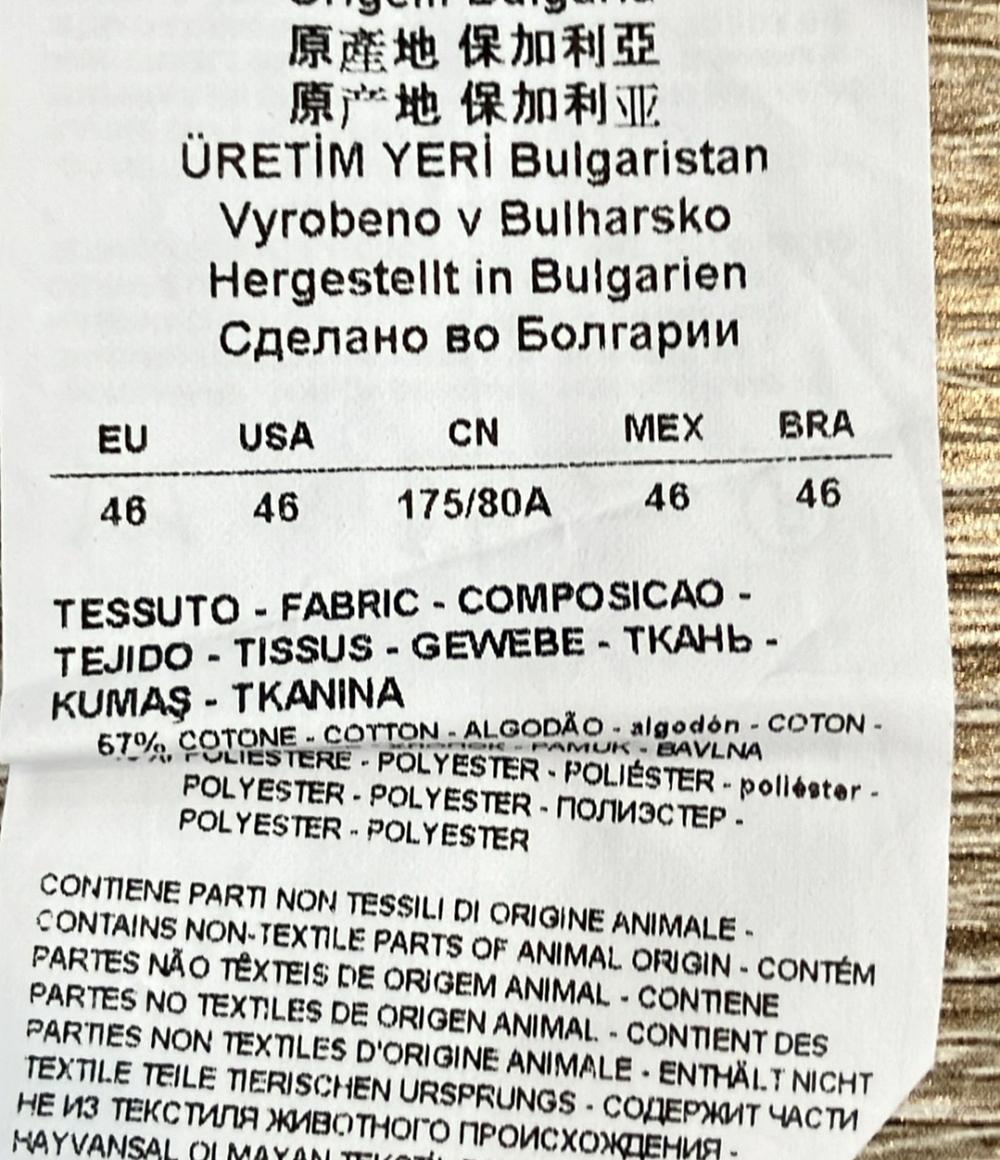 Origem Bulgaria
原產地 保加利亞
原产地 保加利亚
ÜRETİM YERİ Bulgaristan
Vyrobeno v Bulharsko
Hergestellt in Bulgarien
Сделано во Болгарии
EU USA CN MEX BRA
46 46 175/80A 46 46
TESSUTO - FABRIC - COMPOSICAO -
TEJIDO - TISSUS - GEWEBE - ТКАНЬ -
KUMAŞ - TKANINA
67% COTONE - COTTON - ALGODÃO - algodón - COTON -
- PAMUK - BAVLNA
POLIESTERE - POLYESTER - POLIÉSTER - poliéster -
POLYESTER - POLYESTER - ПОЛИЭСТЕР -
POLYESTER - POLYESTER
CONTIENE PARTI NON TESSILI DI ORIGINE ANIMALE -
CONTAINS NON-TEXTILE PARTS OF ANIMAL ORIGIN - CONTÉM
PARTES NÃO TÊXTEIS DE ORIGEM ANIMAL - CONTIENE
PARTES NO TEXTILES DE ORIGEN ANIMAL - CONTIENT DES
PARTIES NON TEXTILES D'ORIGINE ANIMALE - ENTHÄLT NICHT
TEXTILE TEILE TIERISCHEN URSPRUNGS - СОДЕРЖИТ ЧАСТИ
НЕ ИЗ ТЕКСТИЛЯ ЖИВОТНОГО ПРОИСХОЖДЕНИЯ -
HAYVANSAL OLMAYAN